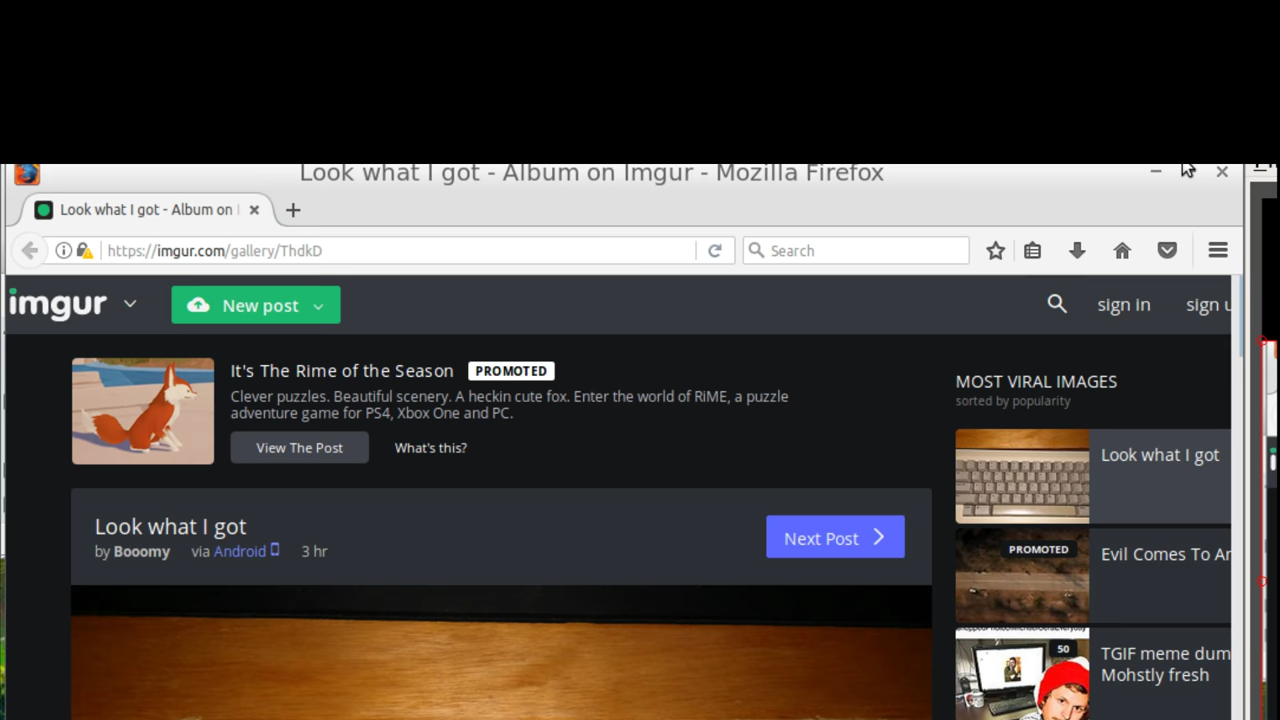 Look what I got - Album on Imgur - Mozilla Firefox
Look what I got - Album on
https://imgur.com/gallery/ThdkD
Search
imgur
New post
sign in
sign u
It's The Rime of the Season
PROMOTED
Clever puzzles. Beautiful scenery. A heckin cute fox. Enter the world of RiME, a puzzle
adventure game for PS4, Xbox One and PC.
View The Post
What's this?
MOST VIRAL IMAGES
sorted by popularity
Look what I got
by Booomy via Android 3 hr
Next Post
Look what I got
PROMOTED
Evil Comes To Ar
50
TGIF meme dum
Mohstly fresh